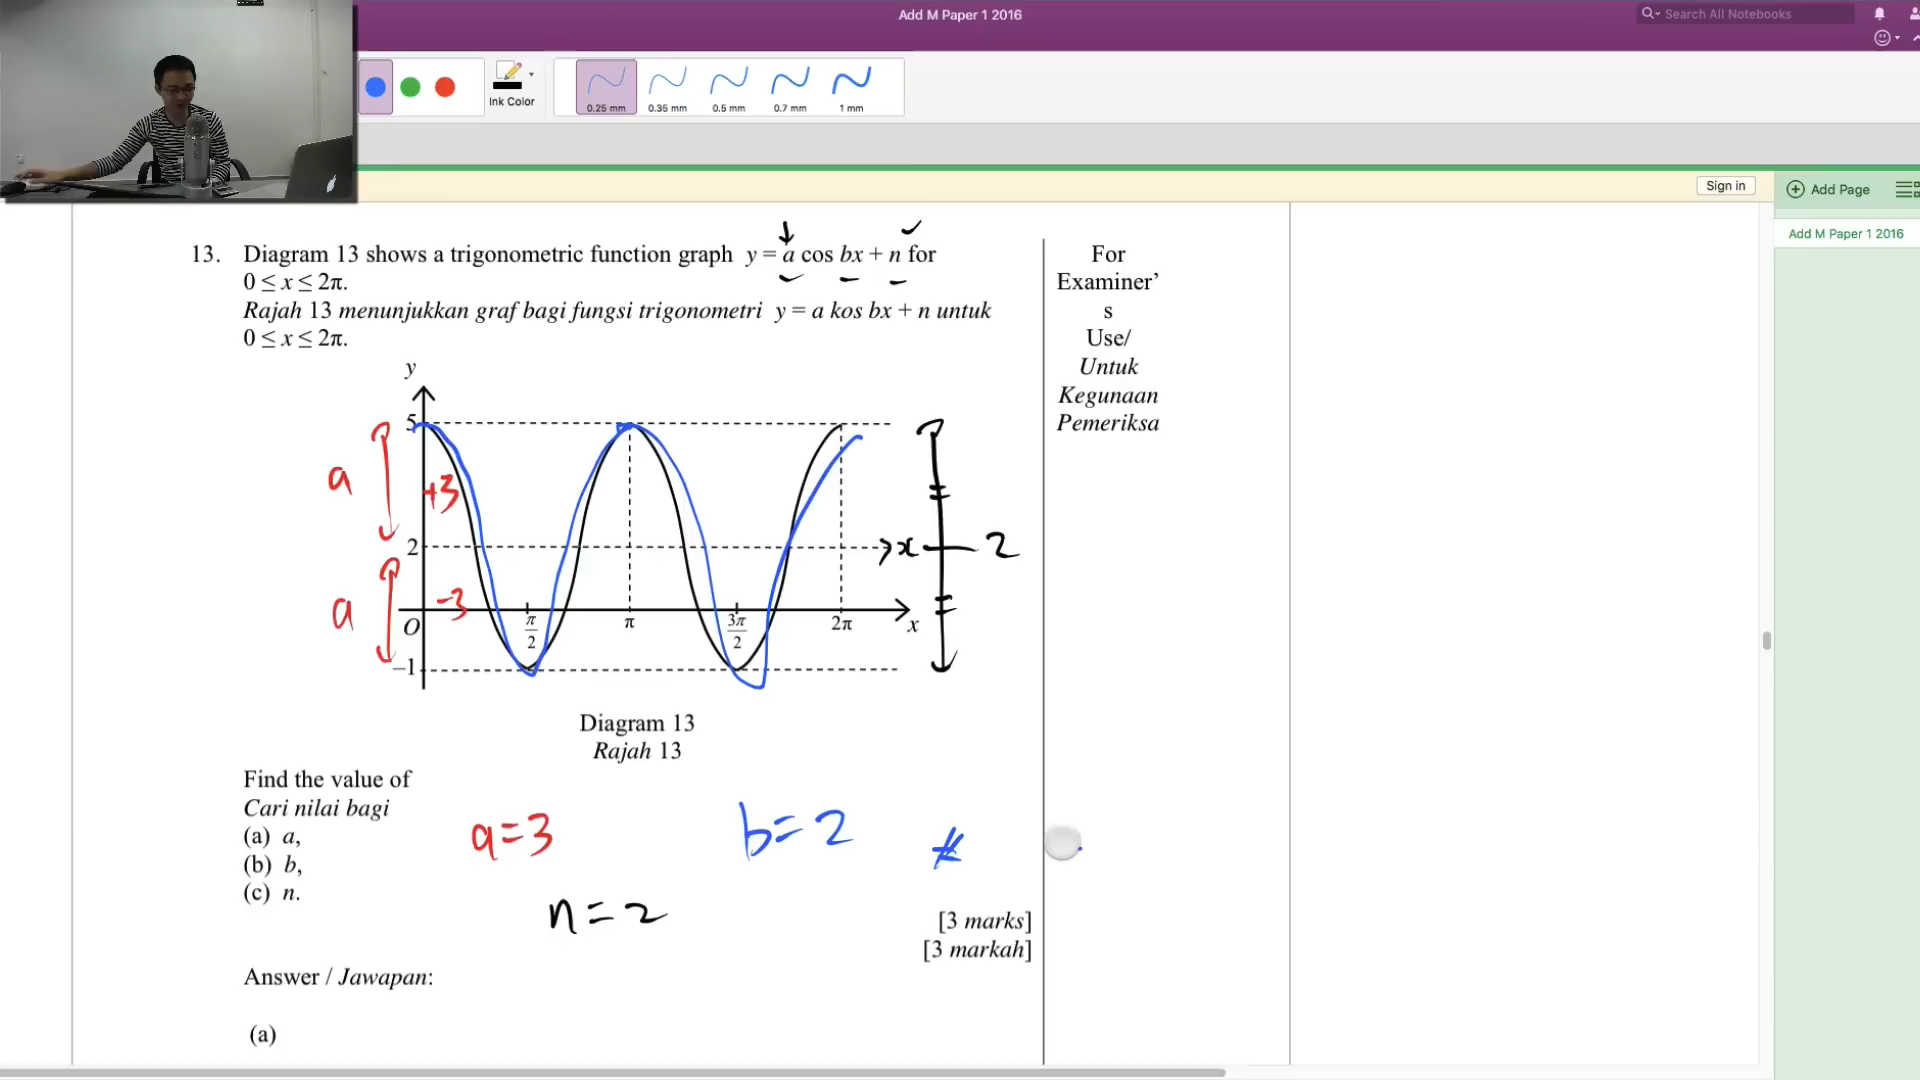 Add M Paper 1 2016
Search All Notebooks
Ink Color
0.25 mm
0.35 mm
0.5 mm
0.7 mm
1 mm
Sign in
Add Page
Add M Paper 1 2016
13. Diagram 13 shows a trigonometric function graph y = a cos bx + n for
0 ≤ x ≤ 2π.
Rajah 13 menunjukkan graf bagi fungsi trigonometri y = a kos bx + n untuk
0 ≤ x ≤ 2π.
For
Examiner’
s
Use/
Untuk
Kegunaan
Pemeriksa
y
5
a
+3
2
x
2
a
-3
O
π/2
π
3π/2
2π
x
–1
Diagram 13
Rajah 13
Find the value of
Cari nilai bagi
(a) a,
(b) b,
(c) n.
a=3
b=2
n=2
[3 marks]
[3 markah]
Answer / Jawapan:
(a)